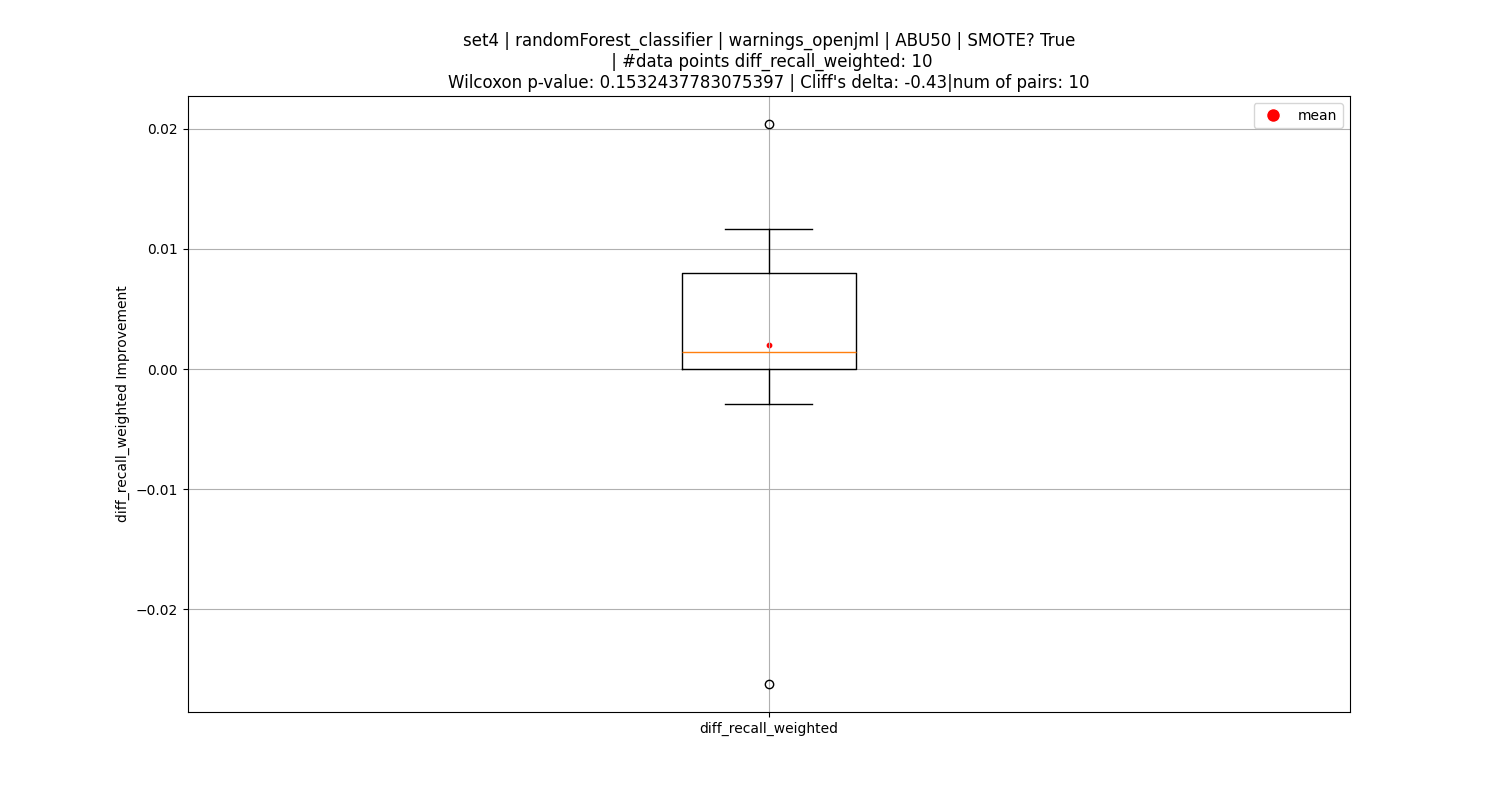 set4 | randomForest_classifier | warnings_openjml | ABU50 | SMOTE? True
| #data points diff_recall_weighted: 10
Wilcoxon p-value: 0.1532437783075397 | Cliff's delta: -0.43|num of pairs: 10
mean
0.02
0.01
0.00
−0.01
−0.02
diff_recall_weighted Improvement
diff_recall_weighted